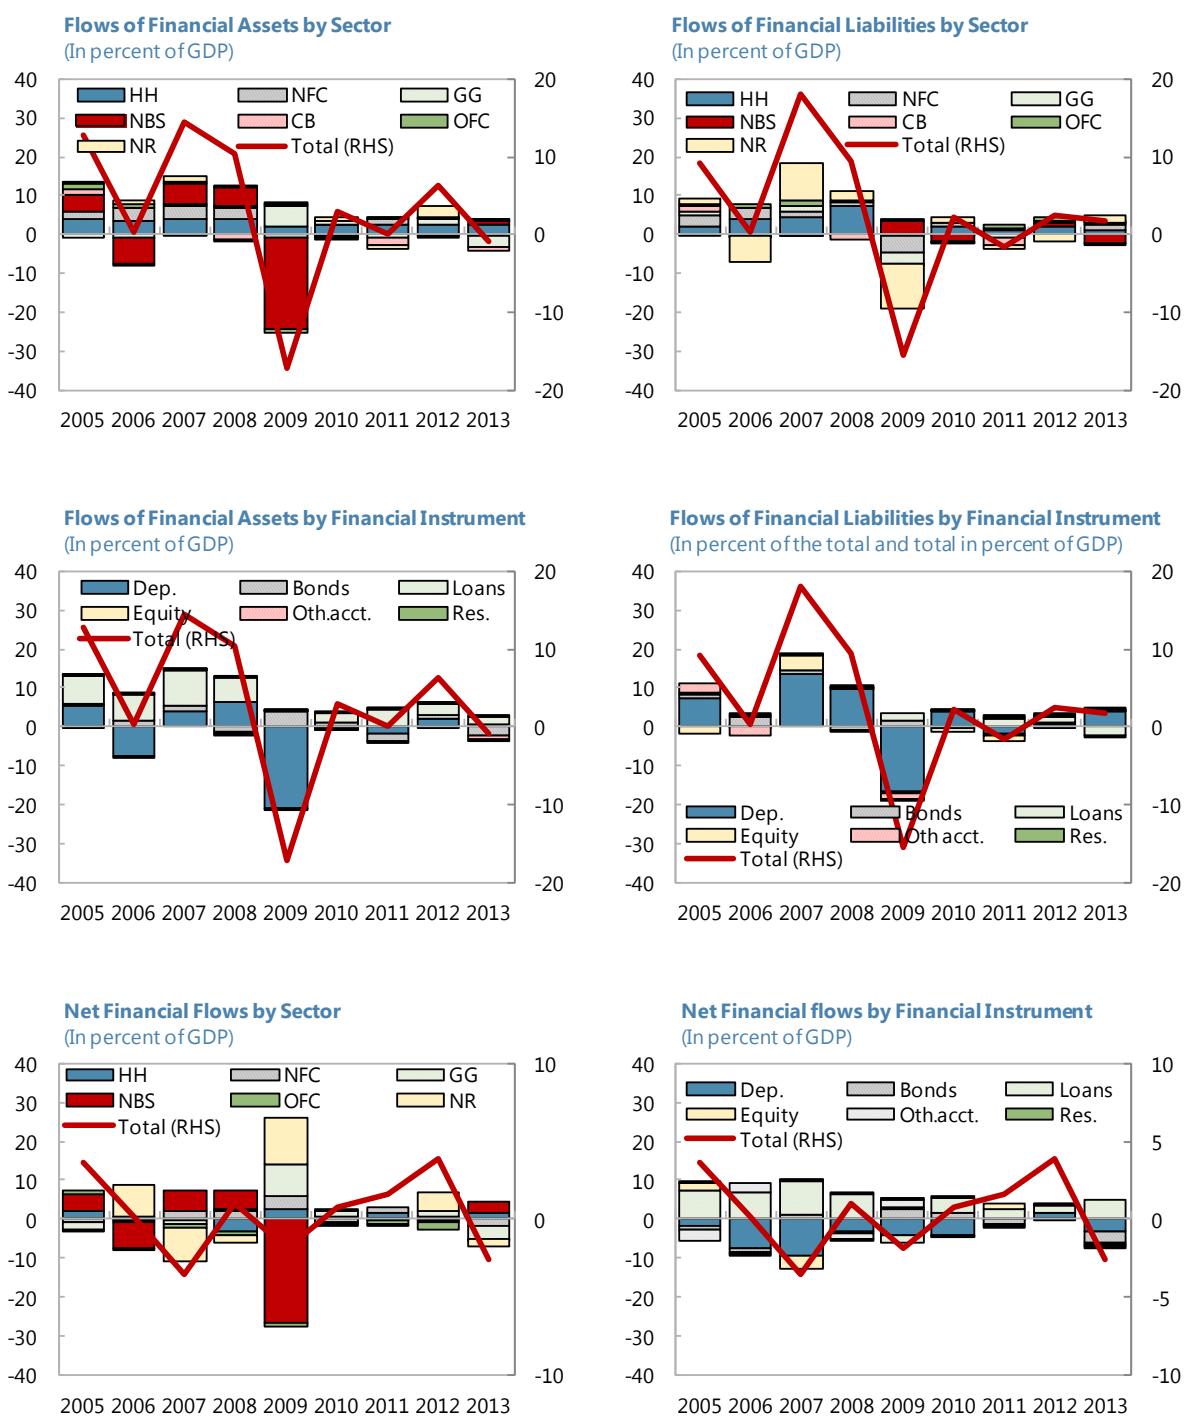 Flows of Financial Assets by Sector
(In percent of GDP)
40
30
20
10
0
-10
-20
-30
-40
20
10
0
-10
-20
HH NFC GG
NBS CB OFC
NR Total (RHS)
2005 2006 2007 2008 2009 2010 2011 2012 2013
Flows of Financial Liabilities by Sector
(In percent of GDP)
40
30
20
10
0
-10
-20
-30
-40
20
10
0
-10
-20
HH NFC GG
NBS CB OFC
NR Total (RHS)
2005 2006 2007 2008 2009 2010 2011 2012 2013
Flows of Financial Assets by Financial Instrument
(In percent of GDP)
40
30
20
10
0
-10
-20
-30
-40
20
10
0
-10
-20
Dep. Bonds Loans
Equity Oth.acct. Res.
Total (RHS)
2005 2006 2007 2008 2009 2010 2011 2012 2013
Flows of Financial Liabilities by Financial Instrument
(In percent of the total and total in percent of GDP)
40
30
20
10
0
-10
-20
-30
-40
20
10
0
-10
-20
Dep. Bonds Loans
Equity Oth acct. Res.
Total (RHS)
2005 2006 2007 2008 2009 2010 2011 2012 2013
Net Financial Flows by Sector
(In percent of GDP)
40
30
20
10
0
-10
-20
-30
-40
10
0
-10
HH NFC GG
NBS OFC NR
Total (RHS)
2005 2006 2007 2008 2009 2010 2011 2012 2013
Net Financial flows by Financial Instrument
(In percent of GDP)
40
30
20
10
0
-10
-20
-30
-40
10
5
0
-5
-10
Dep. Bonds Loans
Equity Oth.acct. Res.
Total (RHS)
2005 2006 2007 2008 2009 2010 2011 2012 2013